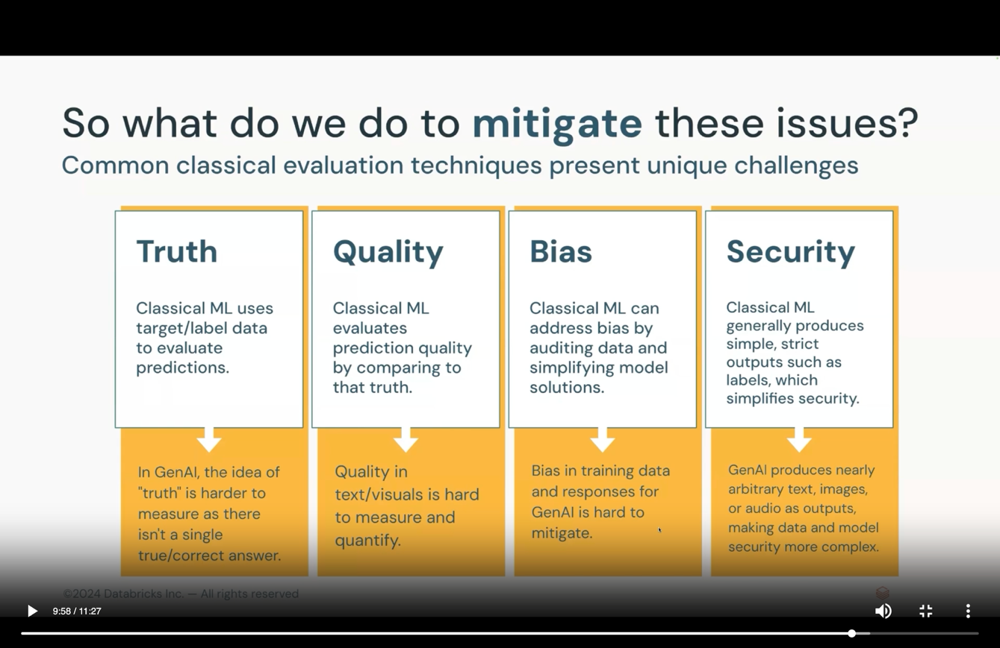 So what do we do to mitigate these issues?
Common classical evaluation techniques present unique challenges
Truth
Classical ML uses
target/label data
to evaluate
predictions.
In GenAI, the idea of
"truth" is harder to
measure as there
isn't a single
true/correct answer.
Quality
Classical ML
evaluates
prediction quality
by comparing to
that truth.
Quality in
text/visuals is hard
to measure and
quantify.
Bias
Classical ML can
address bias by
auditing data and
simplifying model
solutions.
Bias in training data
and responses for
GenAI is hard to
mitigate.
Security
Classical ML
generally produces
simple, strict
outputs such as
labels, which
simplifies security.
GenAI produces nearly
arbitrary text, images,
or audio as outputs,
making data and model
security more complex.
©2024 Databricks Inc. — All rights reserved
9:58 / 11:27